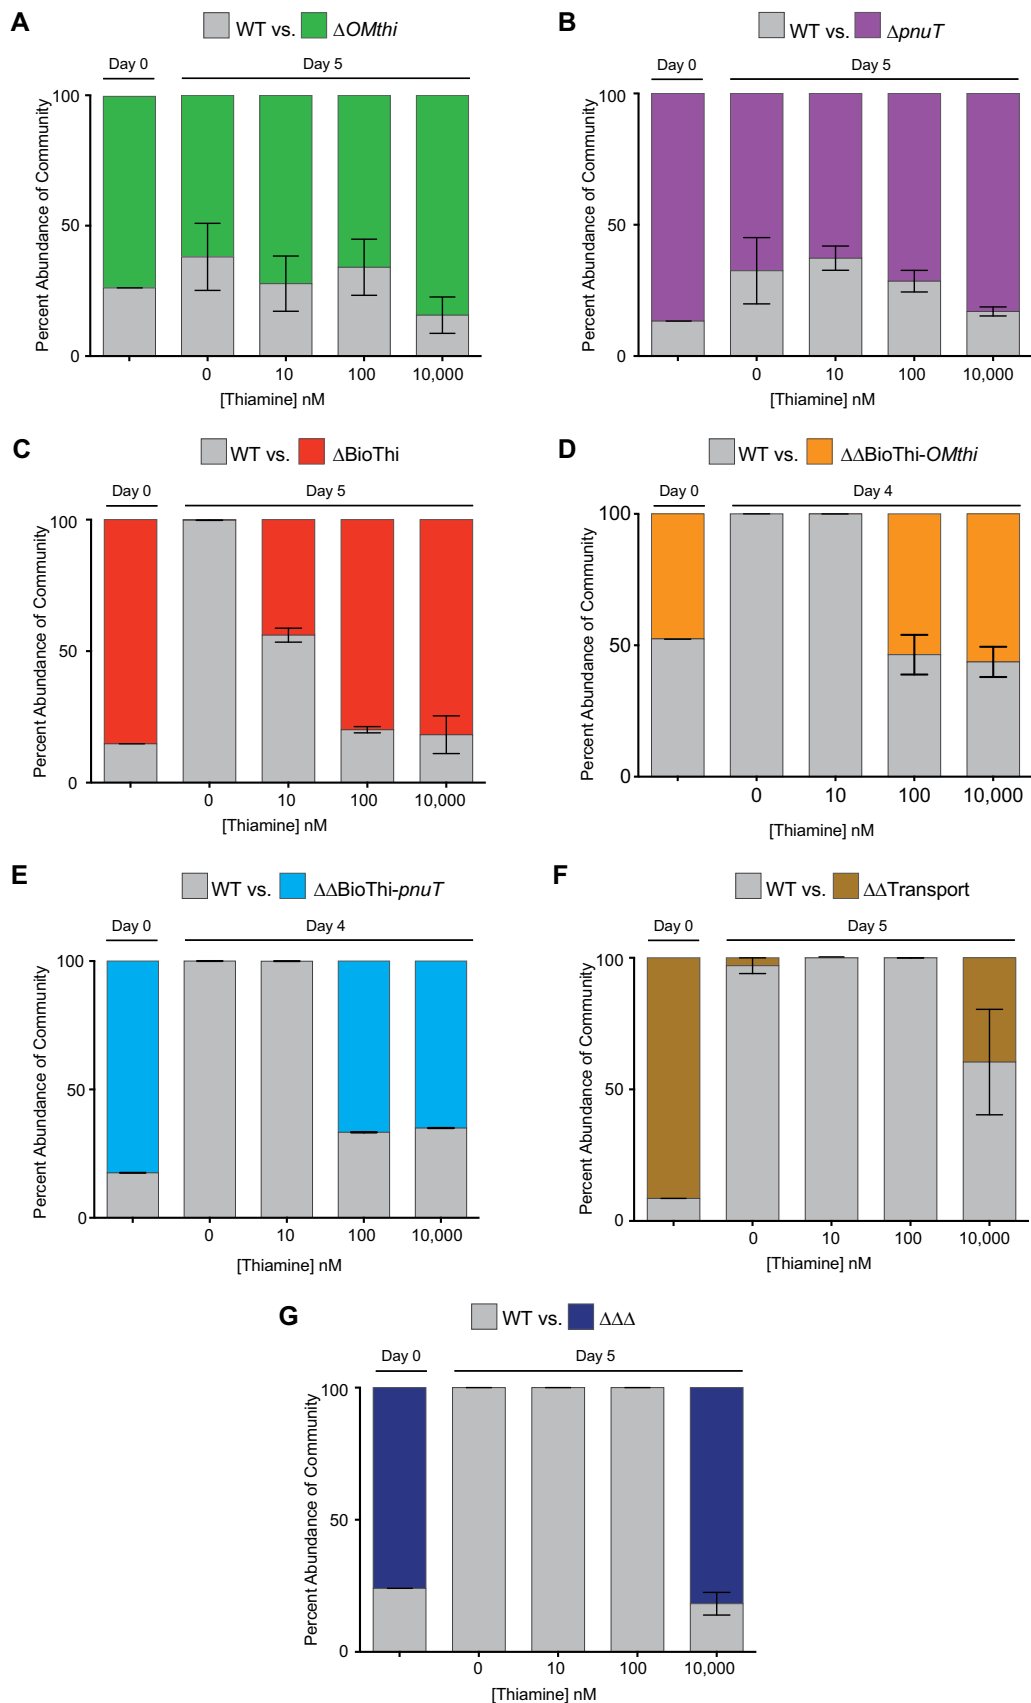 A
WT vs. ΔOMthi
Day 0 Day 5
Percent Abundance of Community
100
50
0
0 10 100 10,000
[Thiamine] nM
B
WT vs. ΔpnuT
Day 0 Day 5
Percent Abundance of Community
100
50
0
0 10 100 10,000
[Thiamine] nM
C
WT vs. ΔBioThi
Day 0 Day 5
Percent Abundance of Community
100
50
0
0 10 100 10,000
[Thiamine] nM
D
WT vs. ΔΔBioThi-OMthi
Day 0 Day 4
Percent Abundance of Community
100
50
0
0 10 100 10,000
[Thiamine] nM
E
WT vs. ΔΔBioThi-pnuT
Day 0 Day 4
Percent Abundance of Community
100
50
0
0 10 100 10,000
[Thiamine] nM
F
WT vs. ΔΔTransport
Day 0 Day 5
Percent Abundance of Community
100
50
0
0 10 100 10,000
[Thiamine] nM
G
WT vs. ΔΔΔ
Day 0 Day 5
Percent Abundance of Community
100
50
0
0 10 100 10,000
[Thiamine] nM